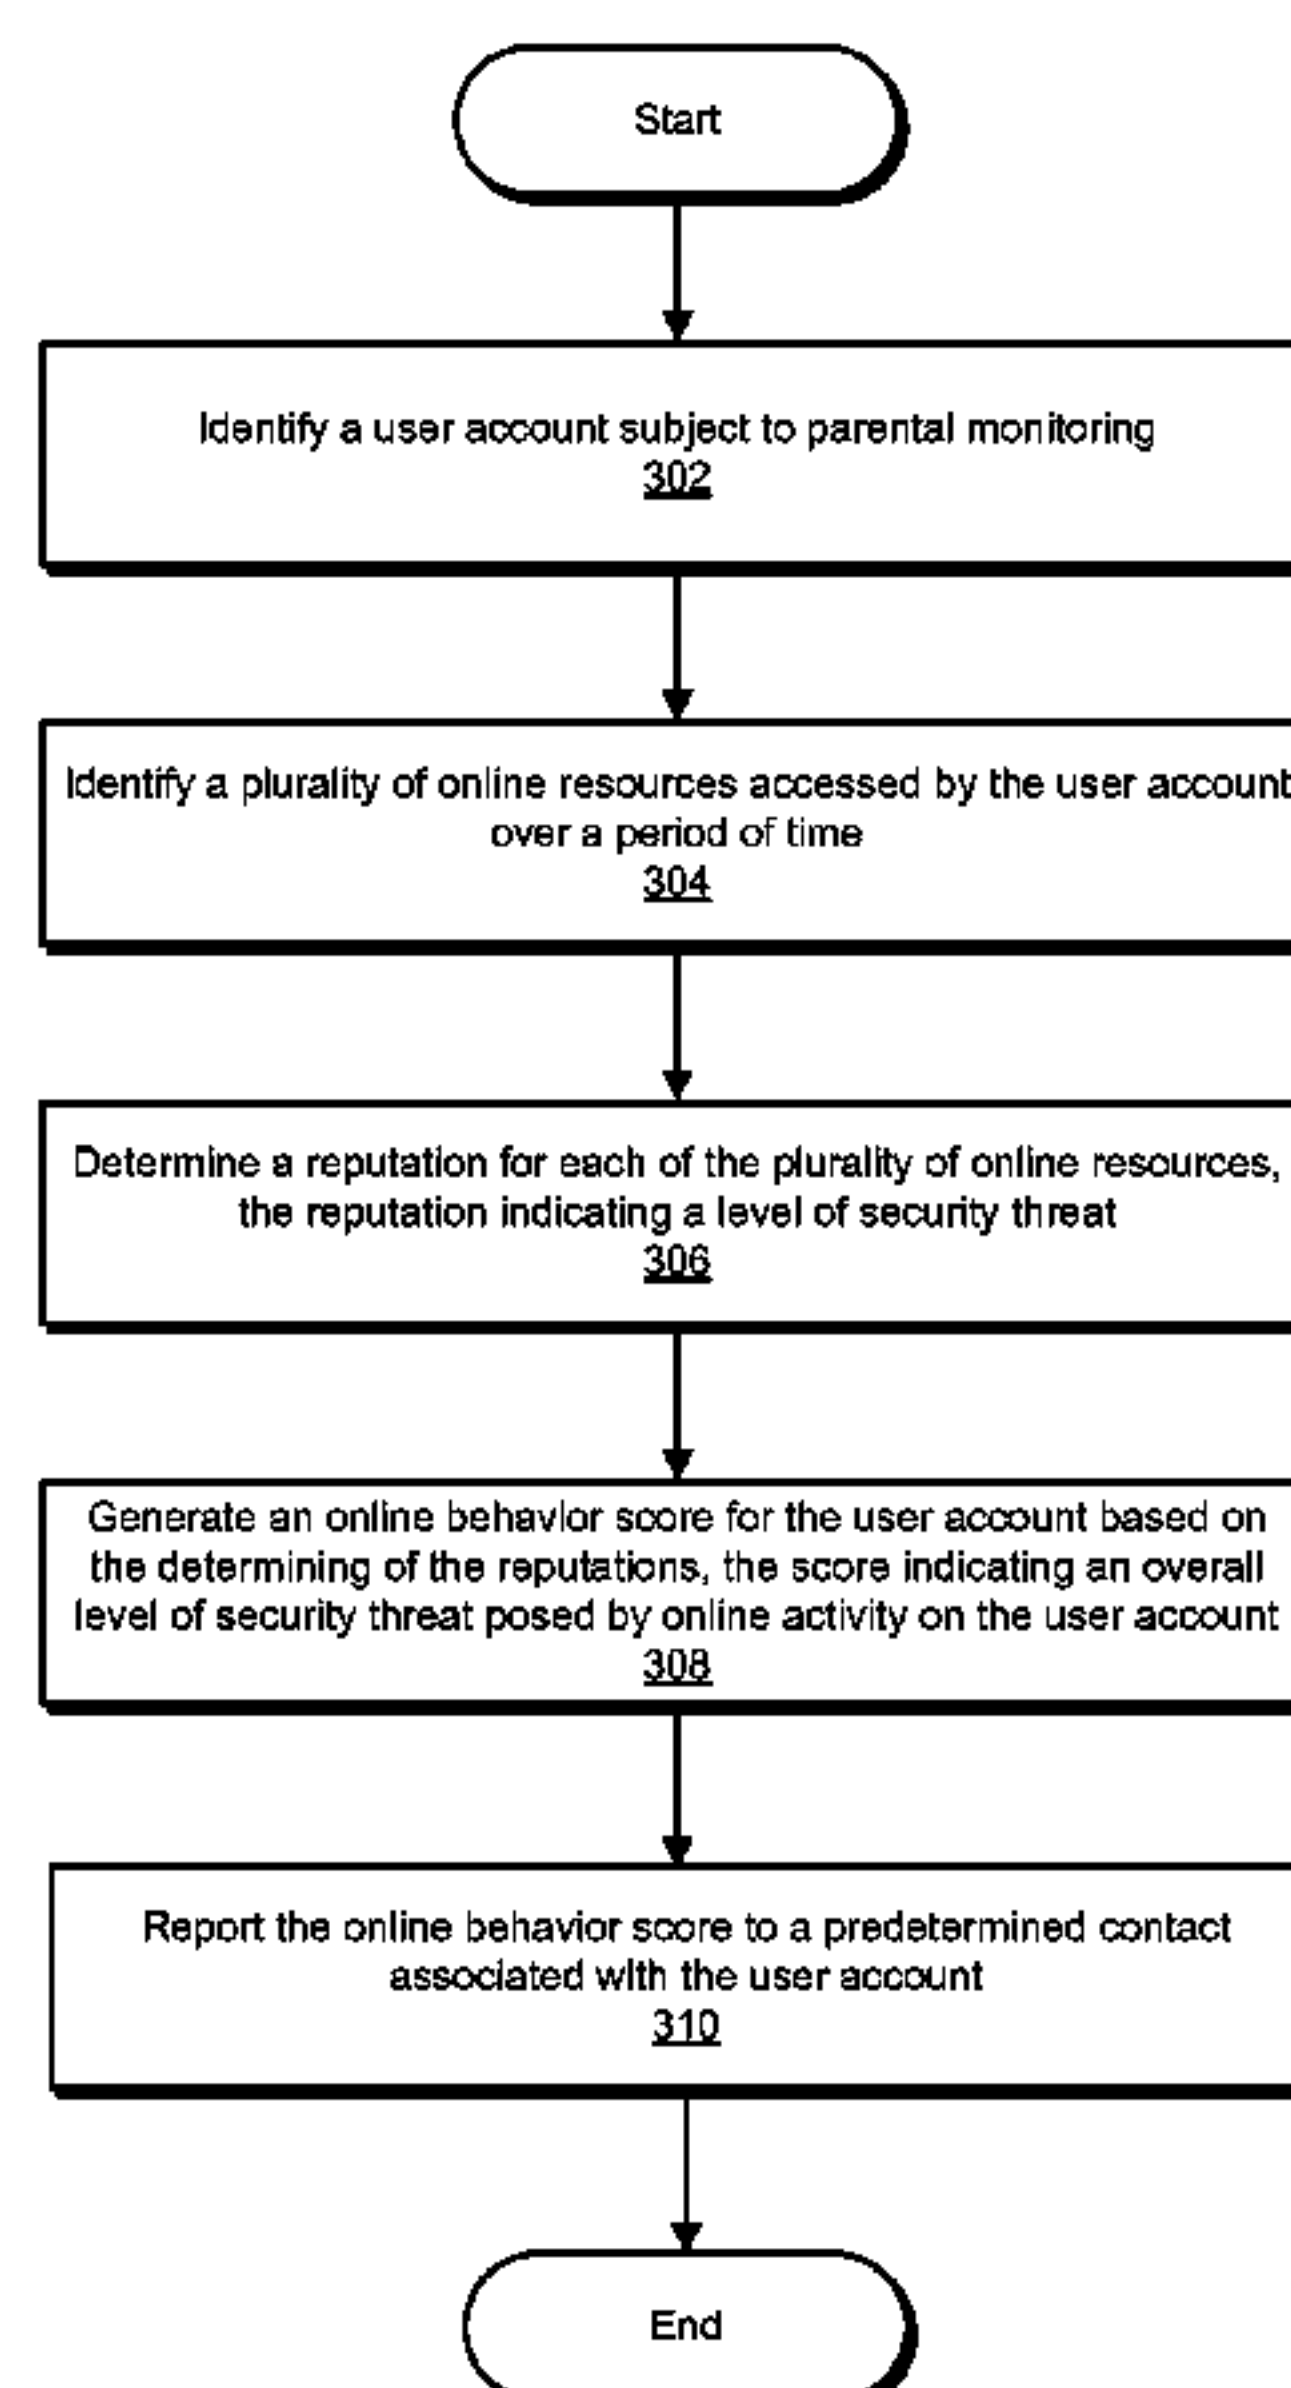 Start
Identify a user account subject to parental monitoring
302
Identify a plurality of online resources accessed by the user account
over a period of time
304
Determine a reputation for each of the plurality of online resources,
the reputation indicating a level of security threat
306
Generate an online behavior score for the user account based on
the determining of the reputations, the score indicating an overall
level of security threat posed by online activity on the user account
308
Report the online behavior score to a predetermined contact
associated with the user account
310
End